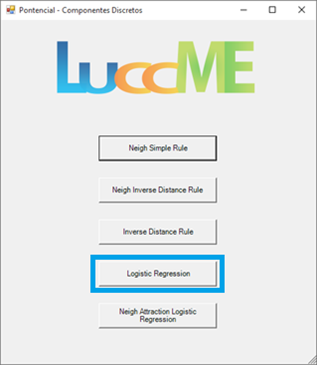 Pontencial - Componentes Discretos
LuccME
Neigh Simple Rule
Neigh Inverse Distance Rule
Inverse Distance Rule
Logistic Regression
Neigh Attraction Logistic
Regression